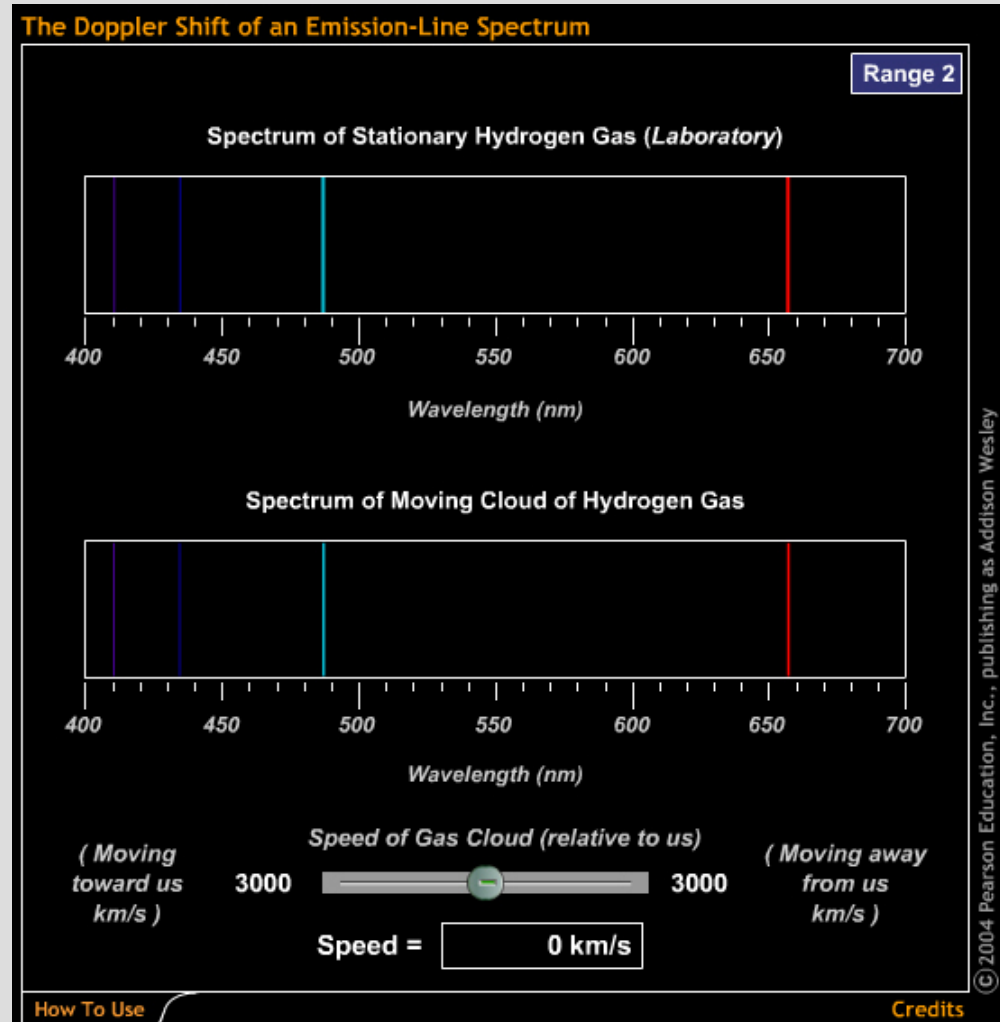 The Doppler Shift of an Emission-Line Spectrum
Range 2
Spectrum of Stationary Hydrogen Gas (Laboratory)
400 450 500 550 600 650 700
Wavelength (nm)
Spectrum of Moving Cloud of Hydrogen Gas
400 450 500 550 600 650 700
Wavelength (nm)
Speed of Gas Cloud (relative to us)
( Moving
toward us
km/s )
3000
3000
( Moving away
from us
km/s )
Speed = 0 km/s
How To Use
Credits
©2004 Pearson Education, Inc., publishing as Addison Wesley